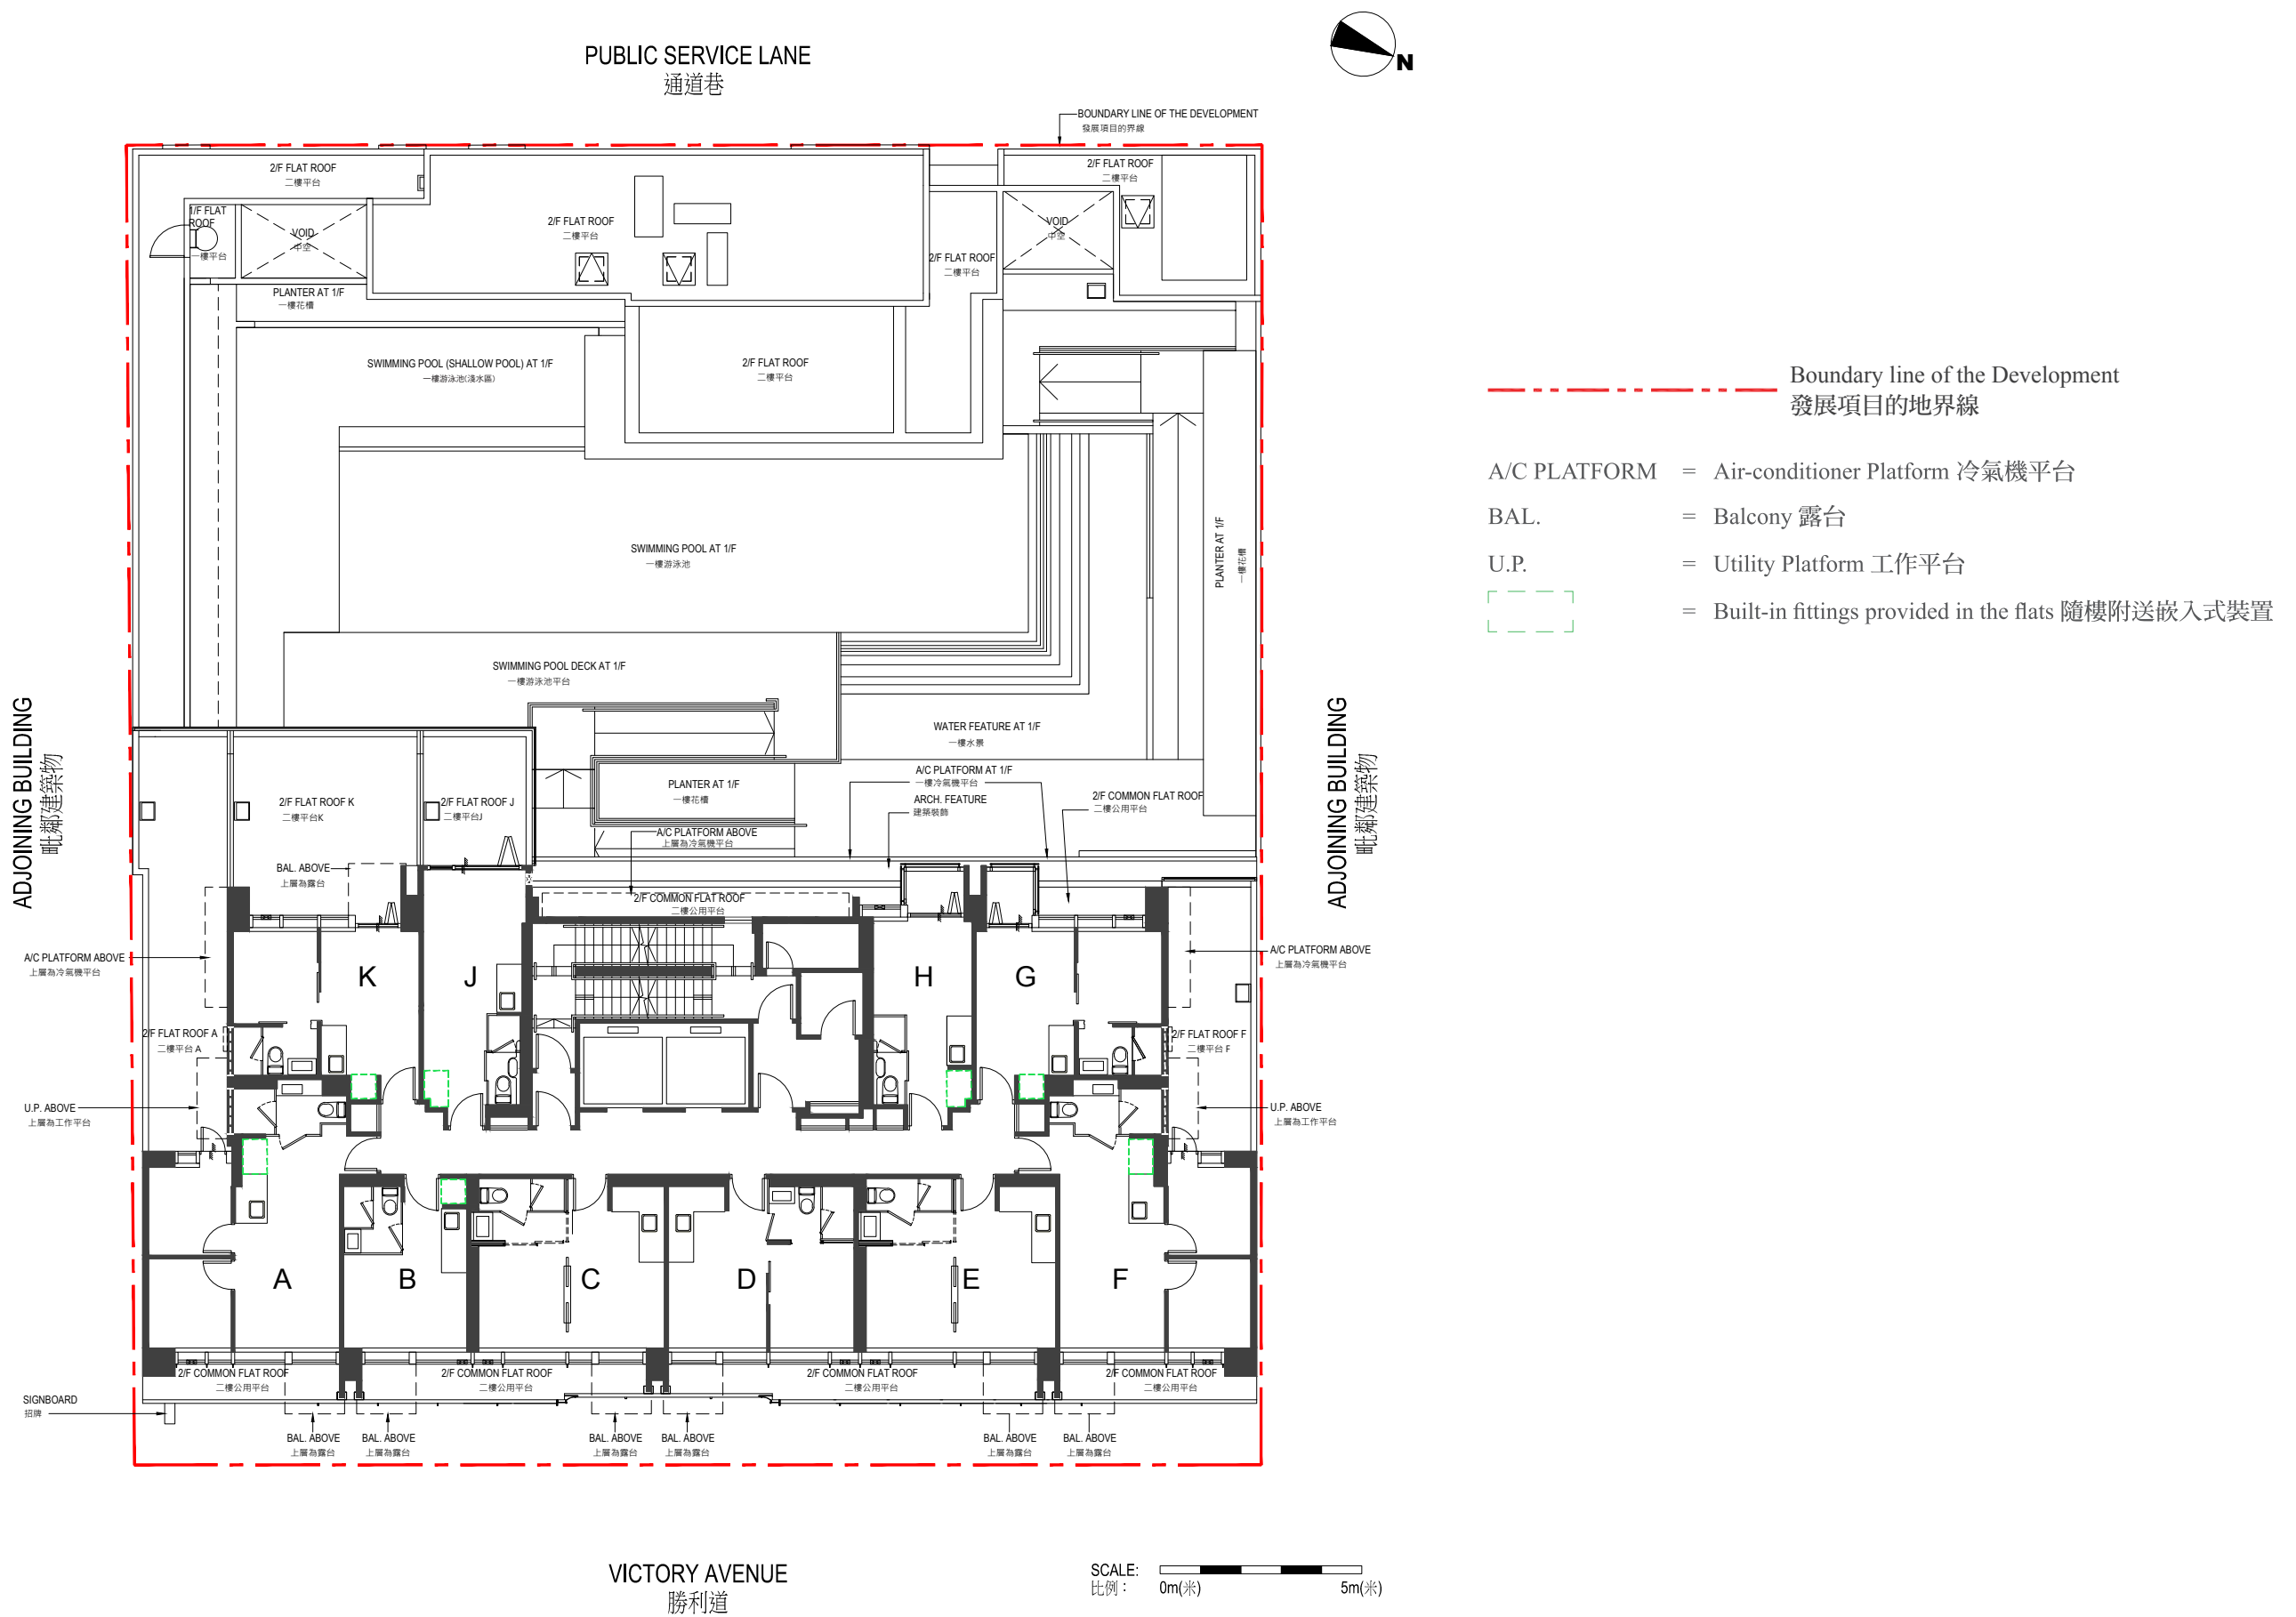 PUBLIC SERVICE LANE
通道巷
N
BOUNDARY LINE OF THE DEVELOPMENT
發展項目的界線
2/F FLAT ROOF
二樓平台
2/F FLAT ROOF
二樓平台
1/F FLAT
ROOF
一樓平台
VOID
中空
2/F FLAT ROOF
二樓平台
VOID
中空
2/F FLAT ROOF
二樓平台
PLANTER AT 1/F
一樓花槽
SWIMMING POOL (SHALLOW POOL) AT 1/F
一樓游泳池(淺水區)
2/F FLAT ROOF
二樓平台
Boundary line of the Development
發展項目的地界線
A/C PLATFORM = Air-conditioner Platform 冷氣機平台
BAL. = Balcony 露台
U.P. = Utility Platform 工作平台
= Built-in fittings provided in the flats 隨樓附送嵌入式裝置
SWIMMING POOL AT 1/F
一樓游泳池
PLANTER AT 1/F
一樓花槽
SWIMMING POOL DECK AT 1/F
一樓游泳池平台
WATER FEATURE AT 1/F
一樓水景
ADJOINING BUILDING
毗鄰建築物
ADJOINING BUILDING
毗鄰建築物
A/C PLATFORM AT 1/F
一樓冷氣機平台
PLANTER AT 1/F
一樓花槽
2/F FLAT ROOF K
二樓平台K
2/F FLAT ROOF J
二樓平台J
ARCH. FEATURE
建築裝飾
2/F COMMON FLAT ROOF
二樓公用平台
A/C PLATFORM ABOVE
上層為冷氣機平台
BAL. ABOVE
上層為露台
2/F COMMON FLAT ROOF
二樓公用平台
A/C PLATFORM ABOVE
上層為冷氣機平台
A/C PLATFORM ABOVE
上層為冷氣機平台
K
J
H
G
2/F FLAT ROOF A
二樓平台 A
2/F FLAT ROOF F
二樓平台 F
U.P. ABOVE
上層為工作平台
U.P. ABOVE
上層為工作平台
A
B
C
D
E
F
2/F COMMON FLAT ROOF
二樓公用平台
2/F COMMON FLAT ROOF
二樓公用平台
2/F COMMON FLAT ROOF
二樓公用平台
2/F COMMON FLAT ROOF
二樓公用平台
SIGNBOARD
招牌
BAL. ABOVE
上層為露台
BAL. ABOVE
上層為露台
BAL. ABOVE
上層為露台
BAL. ABOVE
上層為露台
BAL. ABOVE
上層為露台
BAL. ABOVE
上層為露台
VICTORY AVENUE
勝利道
SCALE:
比例：
0m(米)
5m(米)